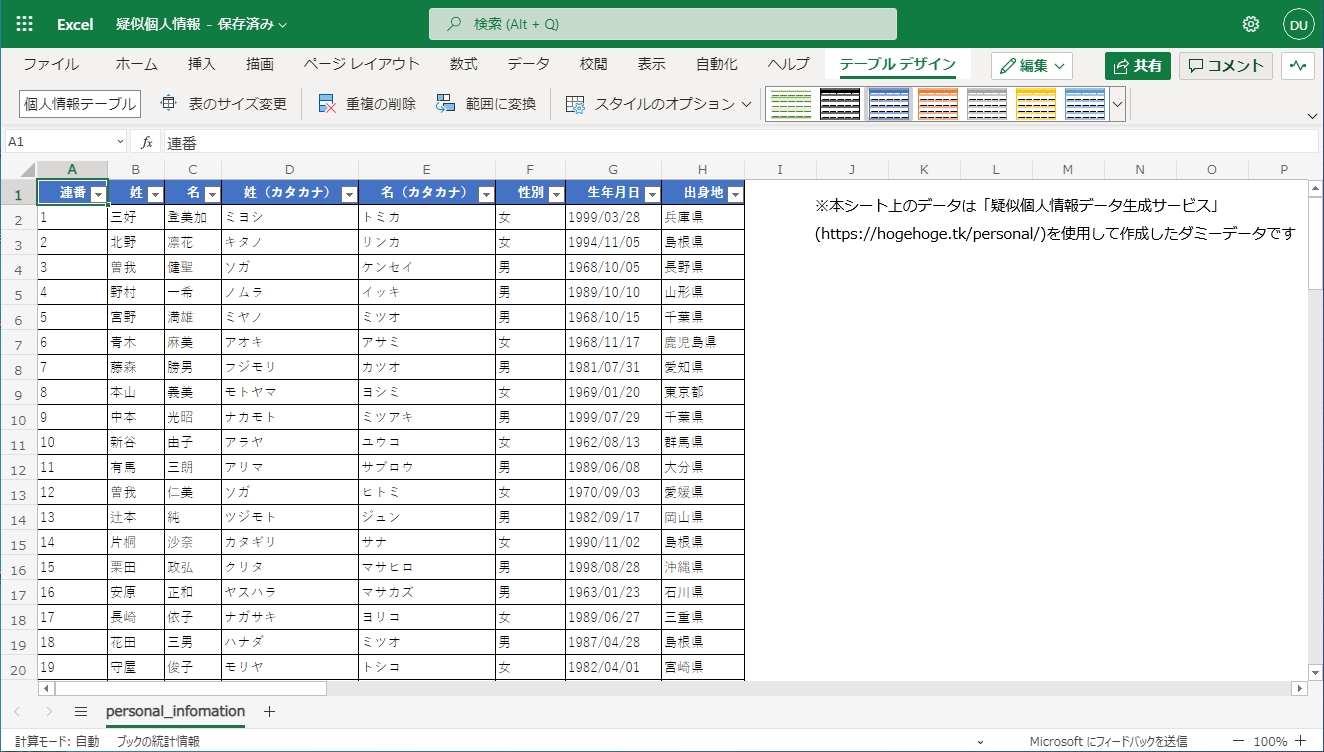 Excel 疑似個人情報 - 保存済み 検索 (Alt + Q) DU
ファイル ホーム 挿入 描画 ページ レイアウト 数式 データ 校閲 表示 自動化 ヘルプ テーブル デザイン 編集 共有 コメント
個人情報テーブル 表のサイズ変更 重複の削除 範囲に変換 スタイルのオプション
A1 fx 連番
A B C D E F G H I J K L M N O P
1 連番 姓 名 姓（カタカナ） 名（カタカナ） 性別 生年月日 出身地
2 1 三好 登美加 ミヨシ トミカ 女 1999/03/28 兵庫県
※本シート上のデータは「疑似個人情報データ生成サービス」
3 2 北野 凛花 キタノ リンカ 女 1994/11/05 島根県
(https://hogehoge.tk/personal/)を使用して作成したダミーデータです
4 3 曽我 健聖 ソガ ケンセイ 男 1968/10/05 長野県
5 4 野村 一希 ノムラ イッキ 男 1989/10/10 山形県
6 5 宮野 満雄 ミヤノ ミツオ 男 1968/10/15 千葉県
7 6 青木 麻美 アオキ アサミ 女 1968/11/17 鹿児島県
8 7 藤森 勝男 フジモリ カツオ 男 1981/07/31 愛知県
9 8 本山 義美 モトヤマ ヨシミ 女 1969/01/20 東京都
10 9 中本 光昭 ナカモト ミツアキ 男 1999/07/29 千葉県
11 10 新谷 由子 アラヤ ユウコ 女 1962/08/13 群馬県
12 11 有馬 三朗 アリマ サブロウ 男 1989/06/08 大分県
13 12 曽我 仁美 ソガ ヒトミ 女 1970/09/03 愛媛県
14 13 辻本 純 ツジモト ジュン 男 1982/09/17 岡山県
15 14 片桐 沙奈 カタギリ サナ 女 1990/11/02 島根県
16 15 栗田 政弘 クリタ マサヒロ 男 1998/08/28 沖縄県
17 16 安原 正和 ヤスハラ マサカズ 男 1963/01/23 石川県
18 17 長崎 依子 ナガサキ ヨリコ 女 1989/06/27 三重県
19 18 花田 三男 ハナダ ミツオ 男 1987/04/28 島根県
20 19 守屋 俊子 モリヤ トシコ 女 1982/04/01 宮崎県
personal_infomation
計算モード: 自動 ブックの統計情報 Microsoft にフィードバックを送信 100%